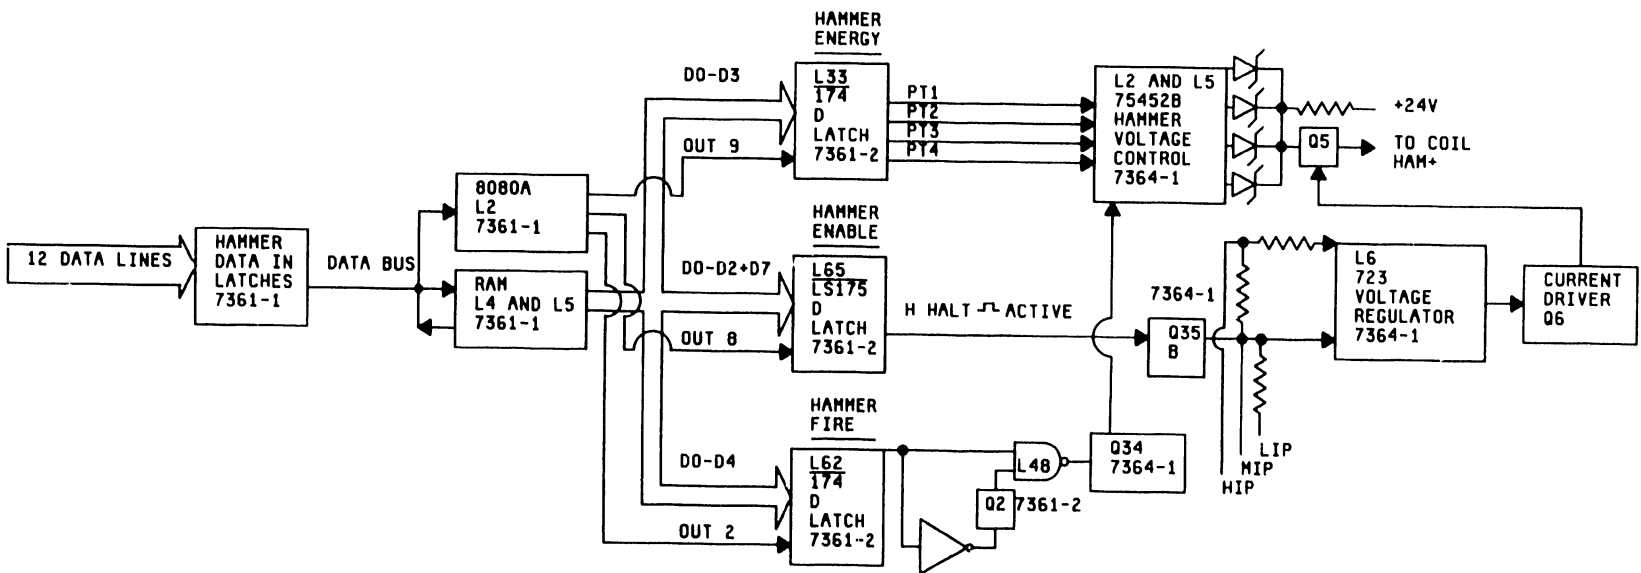 HAMMER
ENERGY
L33
174
D
LATCH
7361-2
D0-D3
OUT 9
PT1
PT2
PT3
PT4
L2 AND L5
75452B
HAMMER
VOLTAGE
CONTROL
7364-1
+24V
Q5
TO COIL
HAM+
12 DATA LINES
HAMMER
DATA IN
LATCHES
7361-1
DATA BUS
8080A
L2
7361-1
RAM
L4 AND L5
7361-1
HAMMER
ENABLE
D0-D2+D7
L65
LS175
D
LATCH
7361-2
OUT 8
H HALT ACTIVE
7364-1
Q35
B
L6
723
VOLTAGE
REGULATOR
7364-1
CURRENT
DRIVER
Q6
LIP
MIP
HIP
HAMMER
FIRE
D0-D4
L62
174
D
LATCH
7361-2
OUT 2
L48
Q2
7361-2
Q34
7364-1